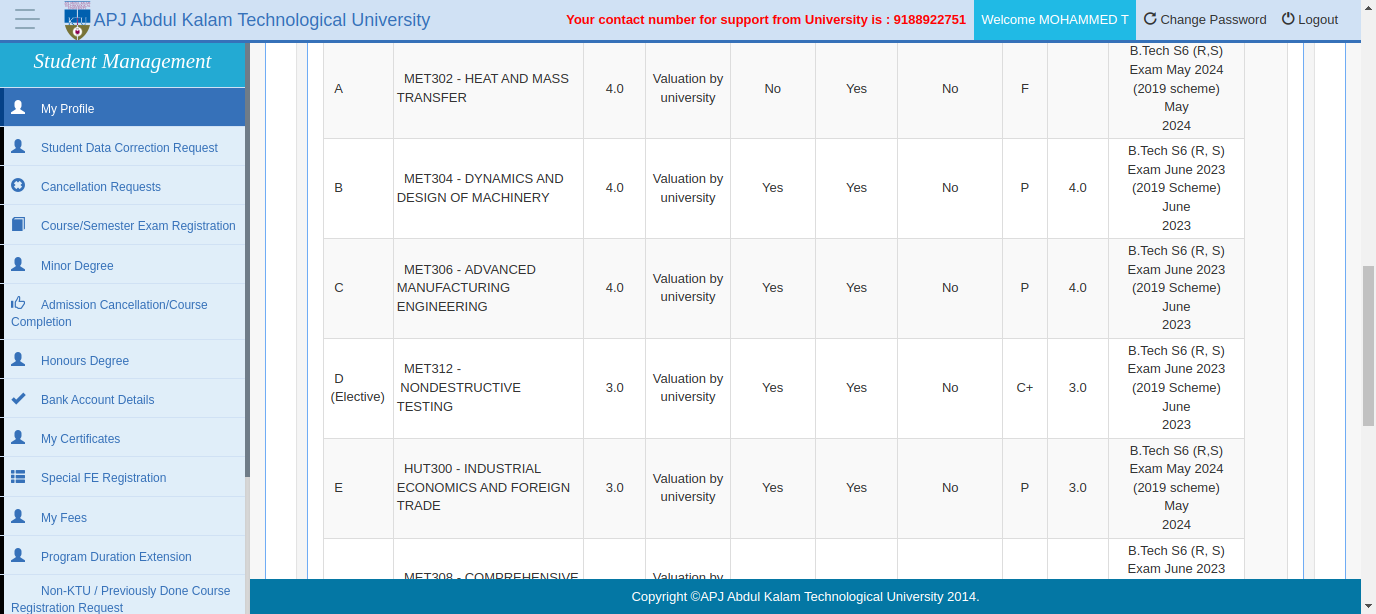 APJ Abdul Kalam Technological University
Your contact number for support from University is : 9188922751
Welcome MOHAMMED T
Change Password
Logout
Student Management
My Profile
Student Data Correction Request
Cancellation Requests
Course/Semester Exam Registration
Minor Degree
Admission Cancellation/Course
Completion
Honours Degree
Bank Account Details
My Certificates
Special FE Registration
My Fees
Program Duration Extension
Non-KTU / Previously Done Course
Registration Request
A
MET302 - HEAT AND MASS
TRANSFER
4.0
Valuation by
university
No
Yes
No
F
B.Tech S6 (R,S)
Exam May 2024
(2019 scheme)
May
2024
B
MET304 - DYNAMICS AND
DESIGN OF MACHINERY
4.0
Valuation by
university
Yes
Yes
No
P
4.0
B.Tech S6 (R, S)
Exam June 2023
(2019 Scheme)
June
2023
C
MET306 - ADVANCED
MANUFACTURING
ENGINEERING
4.0
Valuation by
university
Yes
Yes
No
P
4.0
B.Tech S6 (R, S)
Exam June 2023
(2019 Scheme)
June
2023
D
(Elective)
MET312 -
NONDESTRUCTIVE
TESTING
3.0
Valuation by
university
Yes
Yes
No
C+
3.0
B.Tech S6 (R, S)
Exam June 2023
(2019 Scheme)
June
2023
E
HUT300 - INDUSTRIAL
ECONOMICS AND FOREIGN
TRADE
3.0
Valuation by
university
Yes
Yes
No
P
3.0
B.Tech S6 (R,S)
Exam May 2024
(2019 scheme)
May
2024
MET308 - COMPREHENSIVE
Valuation by
B.Tech S6 (R, S)
Exam June 2023
Copyright ©APJ Abdul Kalam Technological University 2014.